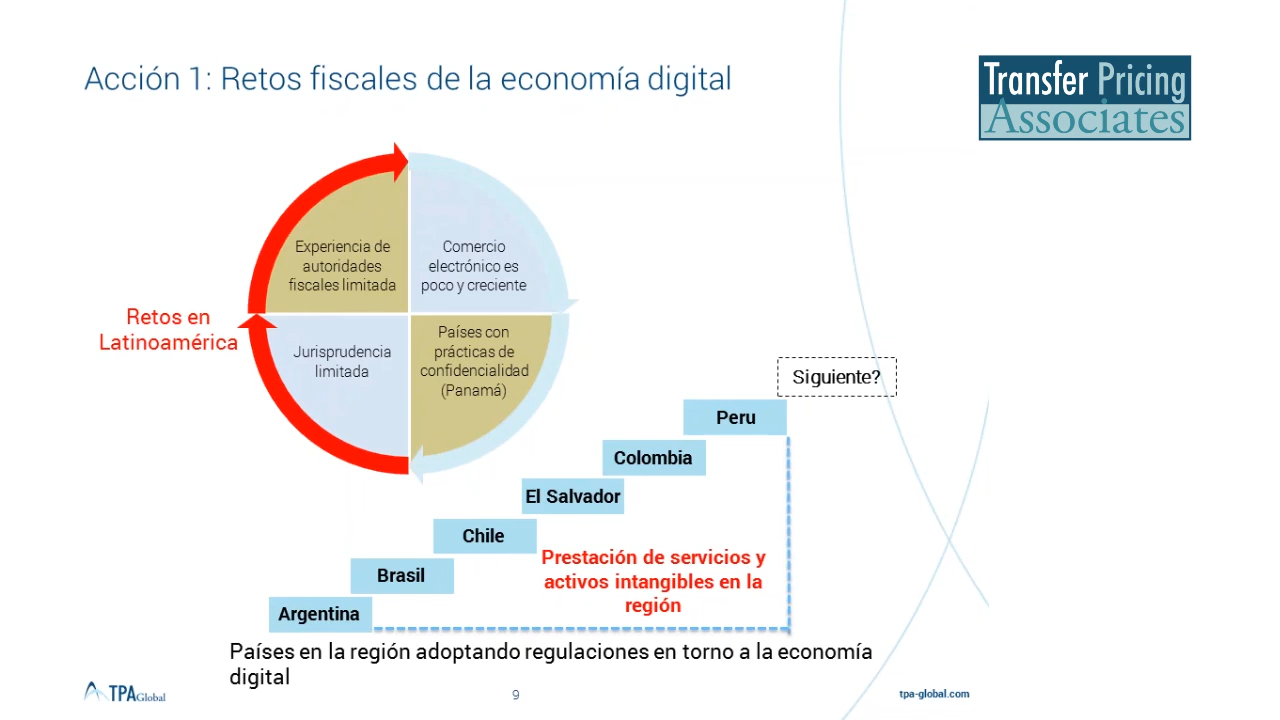 Acción 1: Retos fiscales de la economía digital
Transfer Pricing
Associates
Experiencia de
autoridades
fiscales limitada
Comercio
electrónico es
poco y creciente
Retos en
Latinoamérica
Jurisprudencia
limitada
Países con
prácticas de
confidencialidad
(Panamá)
Siguiente?
Peru
Colombia
El Salvador
Chile
Brasil
Argentina
Prestación de servicios y
activos intangibles en la
región
Países en la región adoptando regulaciones en torno a la economía
digital
TPA Global
9
tpa-global.com